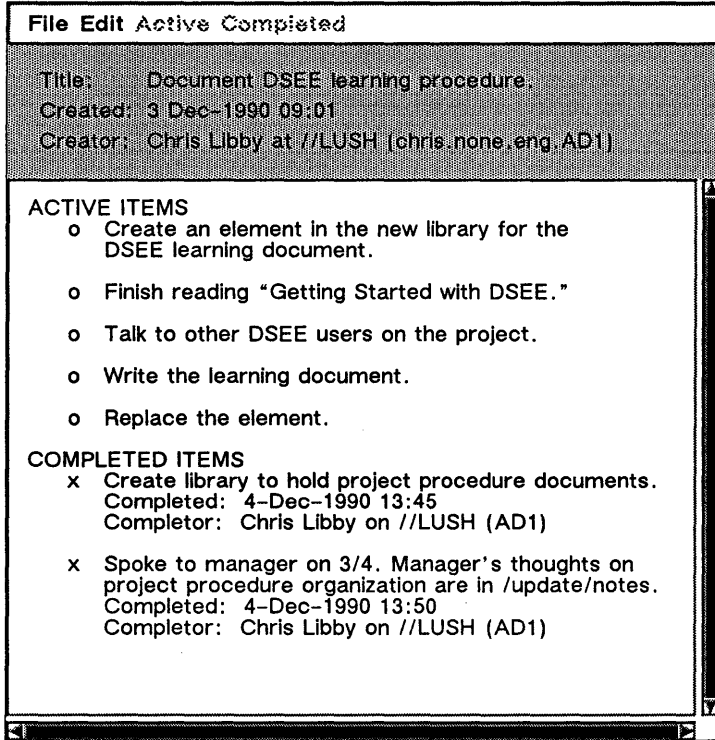 File Edit Active Completed
Title: Document DSEE learning procedure.
Created: 3 Dec-1990 09:01
Creator: Chris Libby at //LUSH (chris.none.eng.AD1)
ACTIVE ITEMS
o Create an element in the new library for the
DSEE learning document.
o Finish reading "Getting Started with DSEE."
o Talk to other DSEE users on the project.
o Write the learning document.
o Replace the element.
COMPLETED ITEMS
x Create library to hold project procedure documents.
Completed: 4-Dec-1990 13:45
Completor: Chris Libby on //LUSH (AD1)
x Spoke to manager on 3/4. Manager's thoughts on
project procedure organization are in /update/notes.
Completed: 4-Dec-1990 13:50
Completor: Chris Libby on //LUSH (AD1)